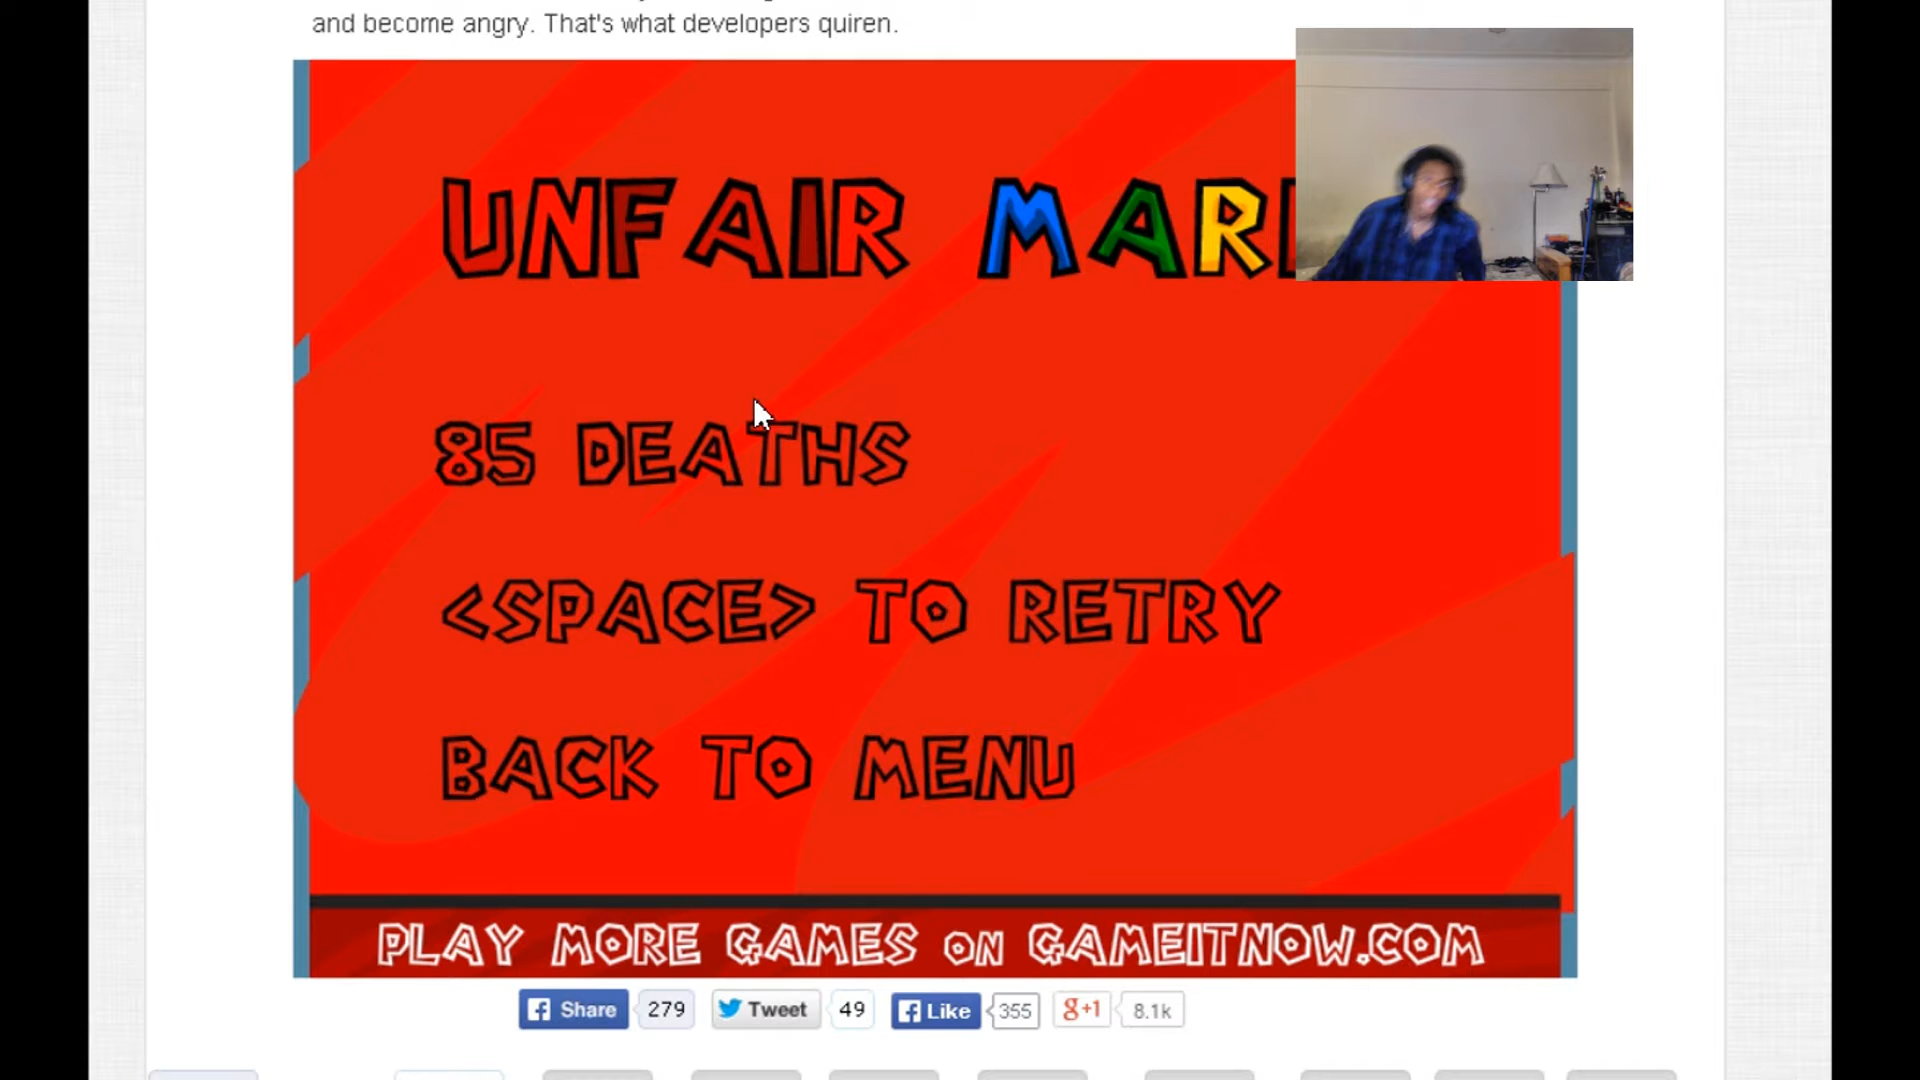 and become angry. That's what developers quiren.
UNFAIR MAR
85 DEATHS
<SPACE> TO RETRY
BACK TO MENU
PLAY MORE GAMES ON GAMEITNOW.COM
Share 279 Tweet 49 Like 355 g+1 8.1k